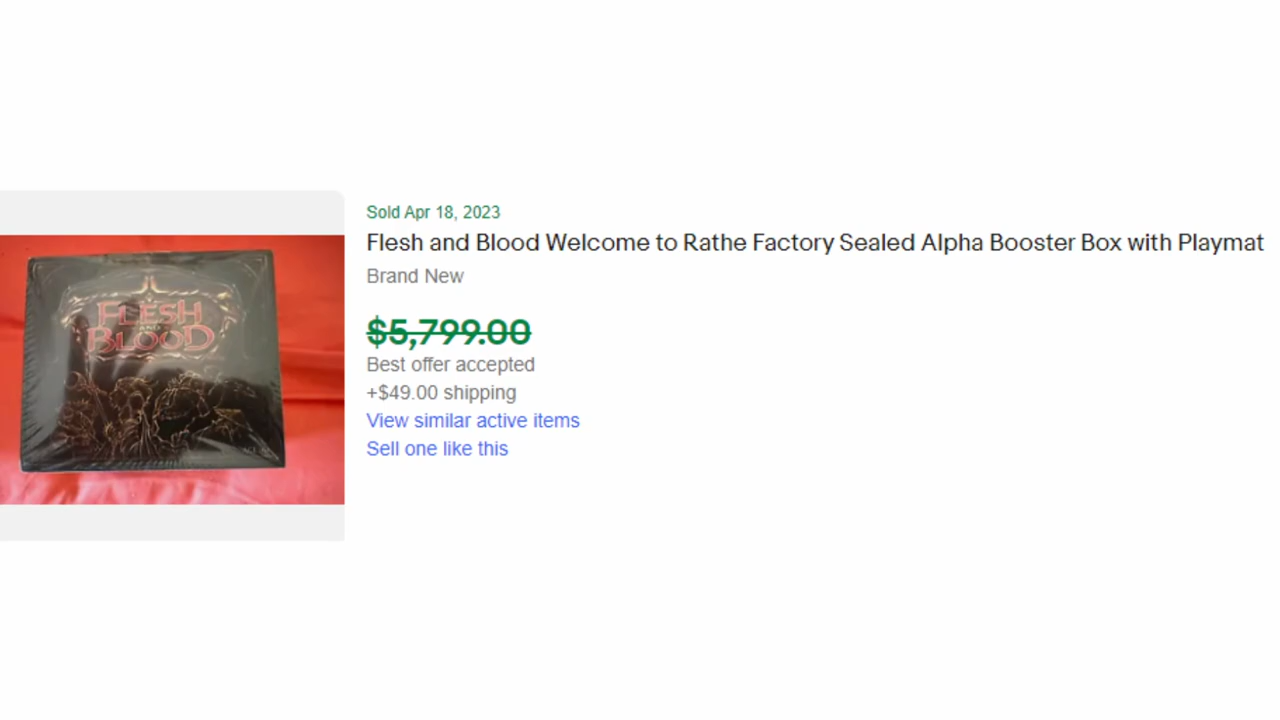 Sold Apr 18, 2023
Flesh and Blood Welcome to Rathe Factory Sealed Alpha Booster Box with Playmat
Brand New
FLESH
AND
BLOOD
$5,799.00
Best offer accepted
+$49.00 shipping
View similar active items
Sell one like this